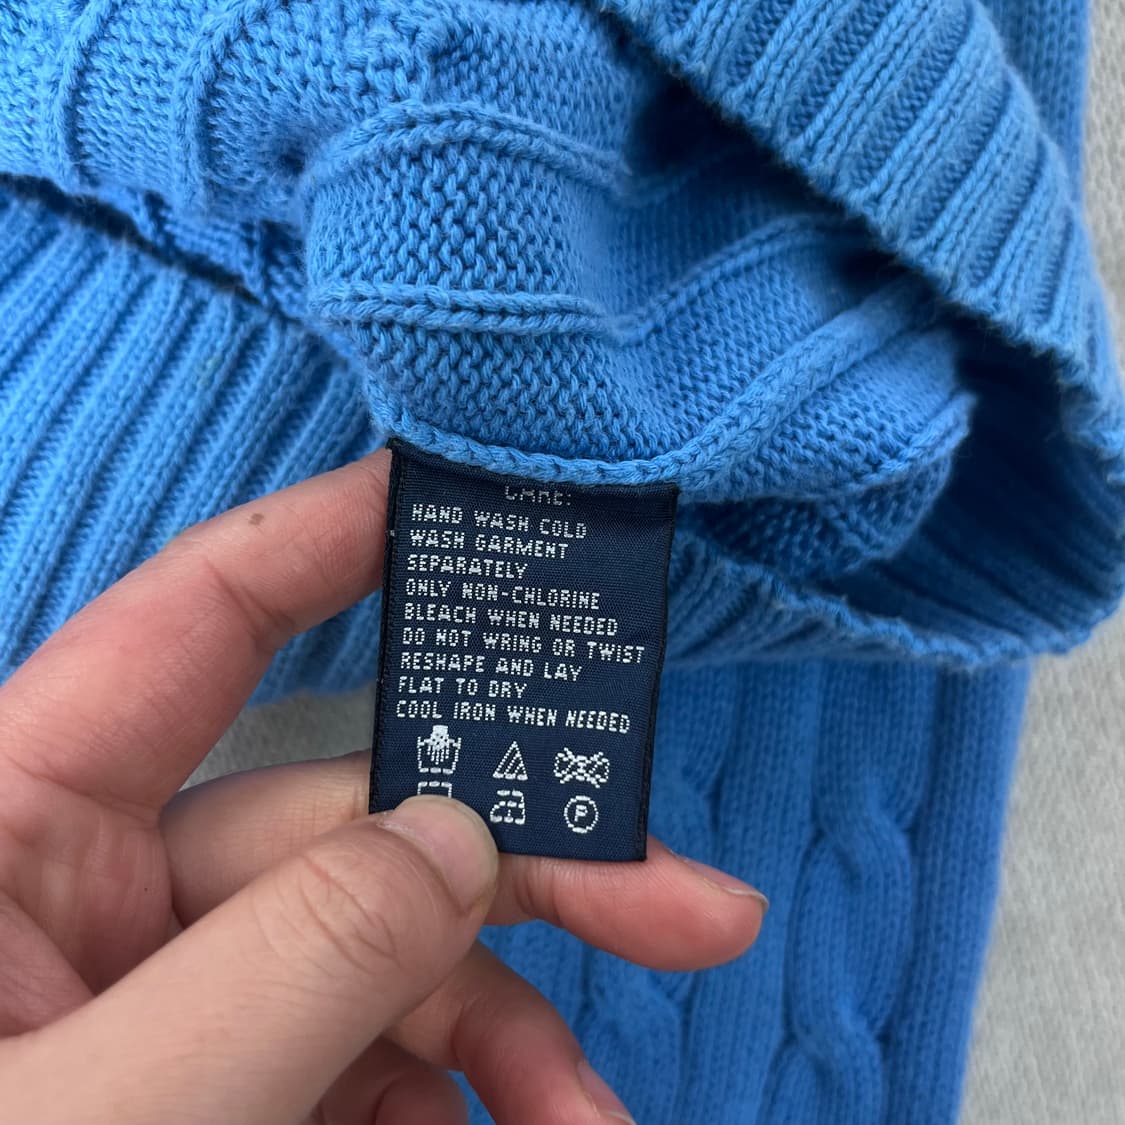 CARE:
HAND WASH COLD
WASH GARMENT
SEPARATELY
ONLY NON-CHLORINE
BLEACH WHEN NEEDED
DO NOT WRING OR TWIST
RESHAPE AND LAY
FLAT TO DRY
COOL IRON WHEN NEEDED
P